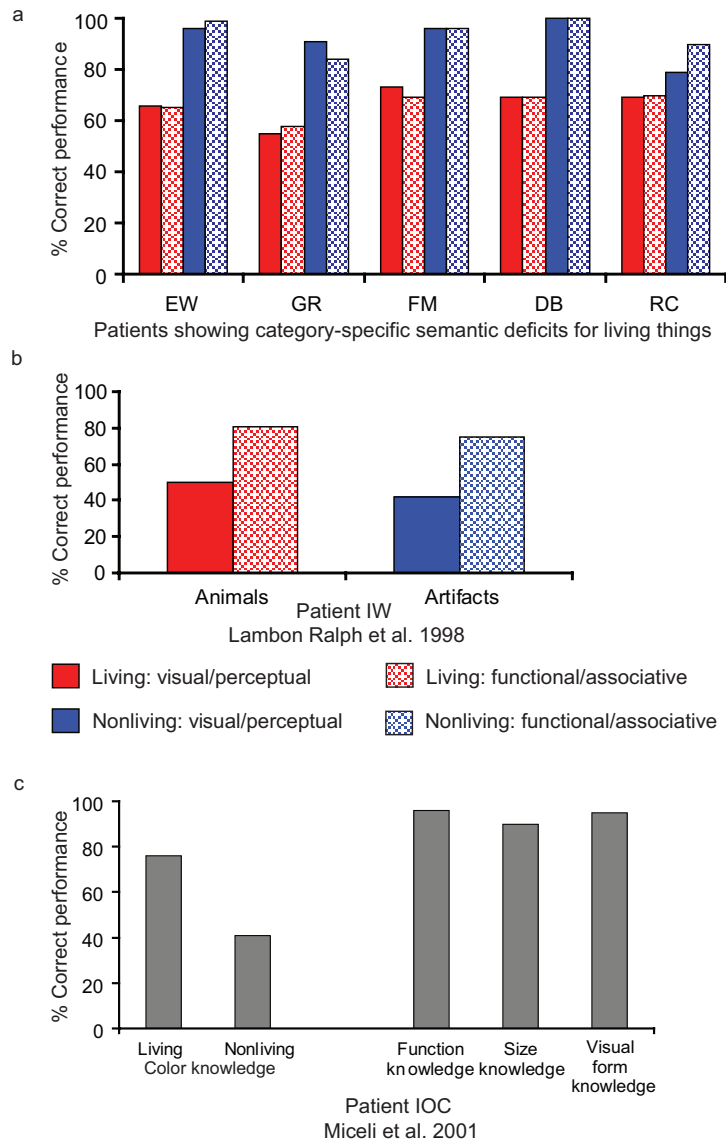 a
% Correct performance
100
80
60
40
20
0
EW GR FM DB RC
Patients showing category-specific semantic deficits for living things
b
% Correct performance
100
80
60
40
20
0
Animals Artifacts
Patient IW
Lambon Ralph et al. 1998
Living: visual/perceptual Living: functional/associative
Nonliving: visual/perceptual Nonliving: functional/associative
c
% Correct performance
100
80
60
40
20
0
Living Nonliving Function Size Visual
Color knowledge knowledge knowledge form
knowledge
Patient IOC
Miceli et al. 2001